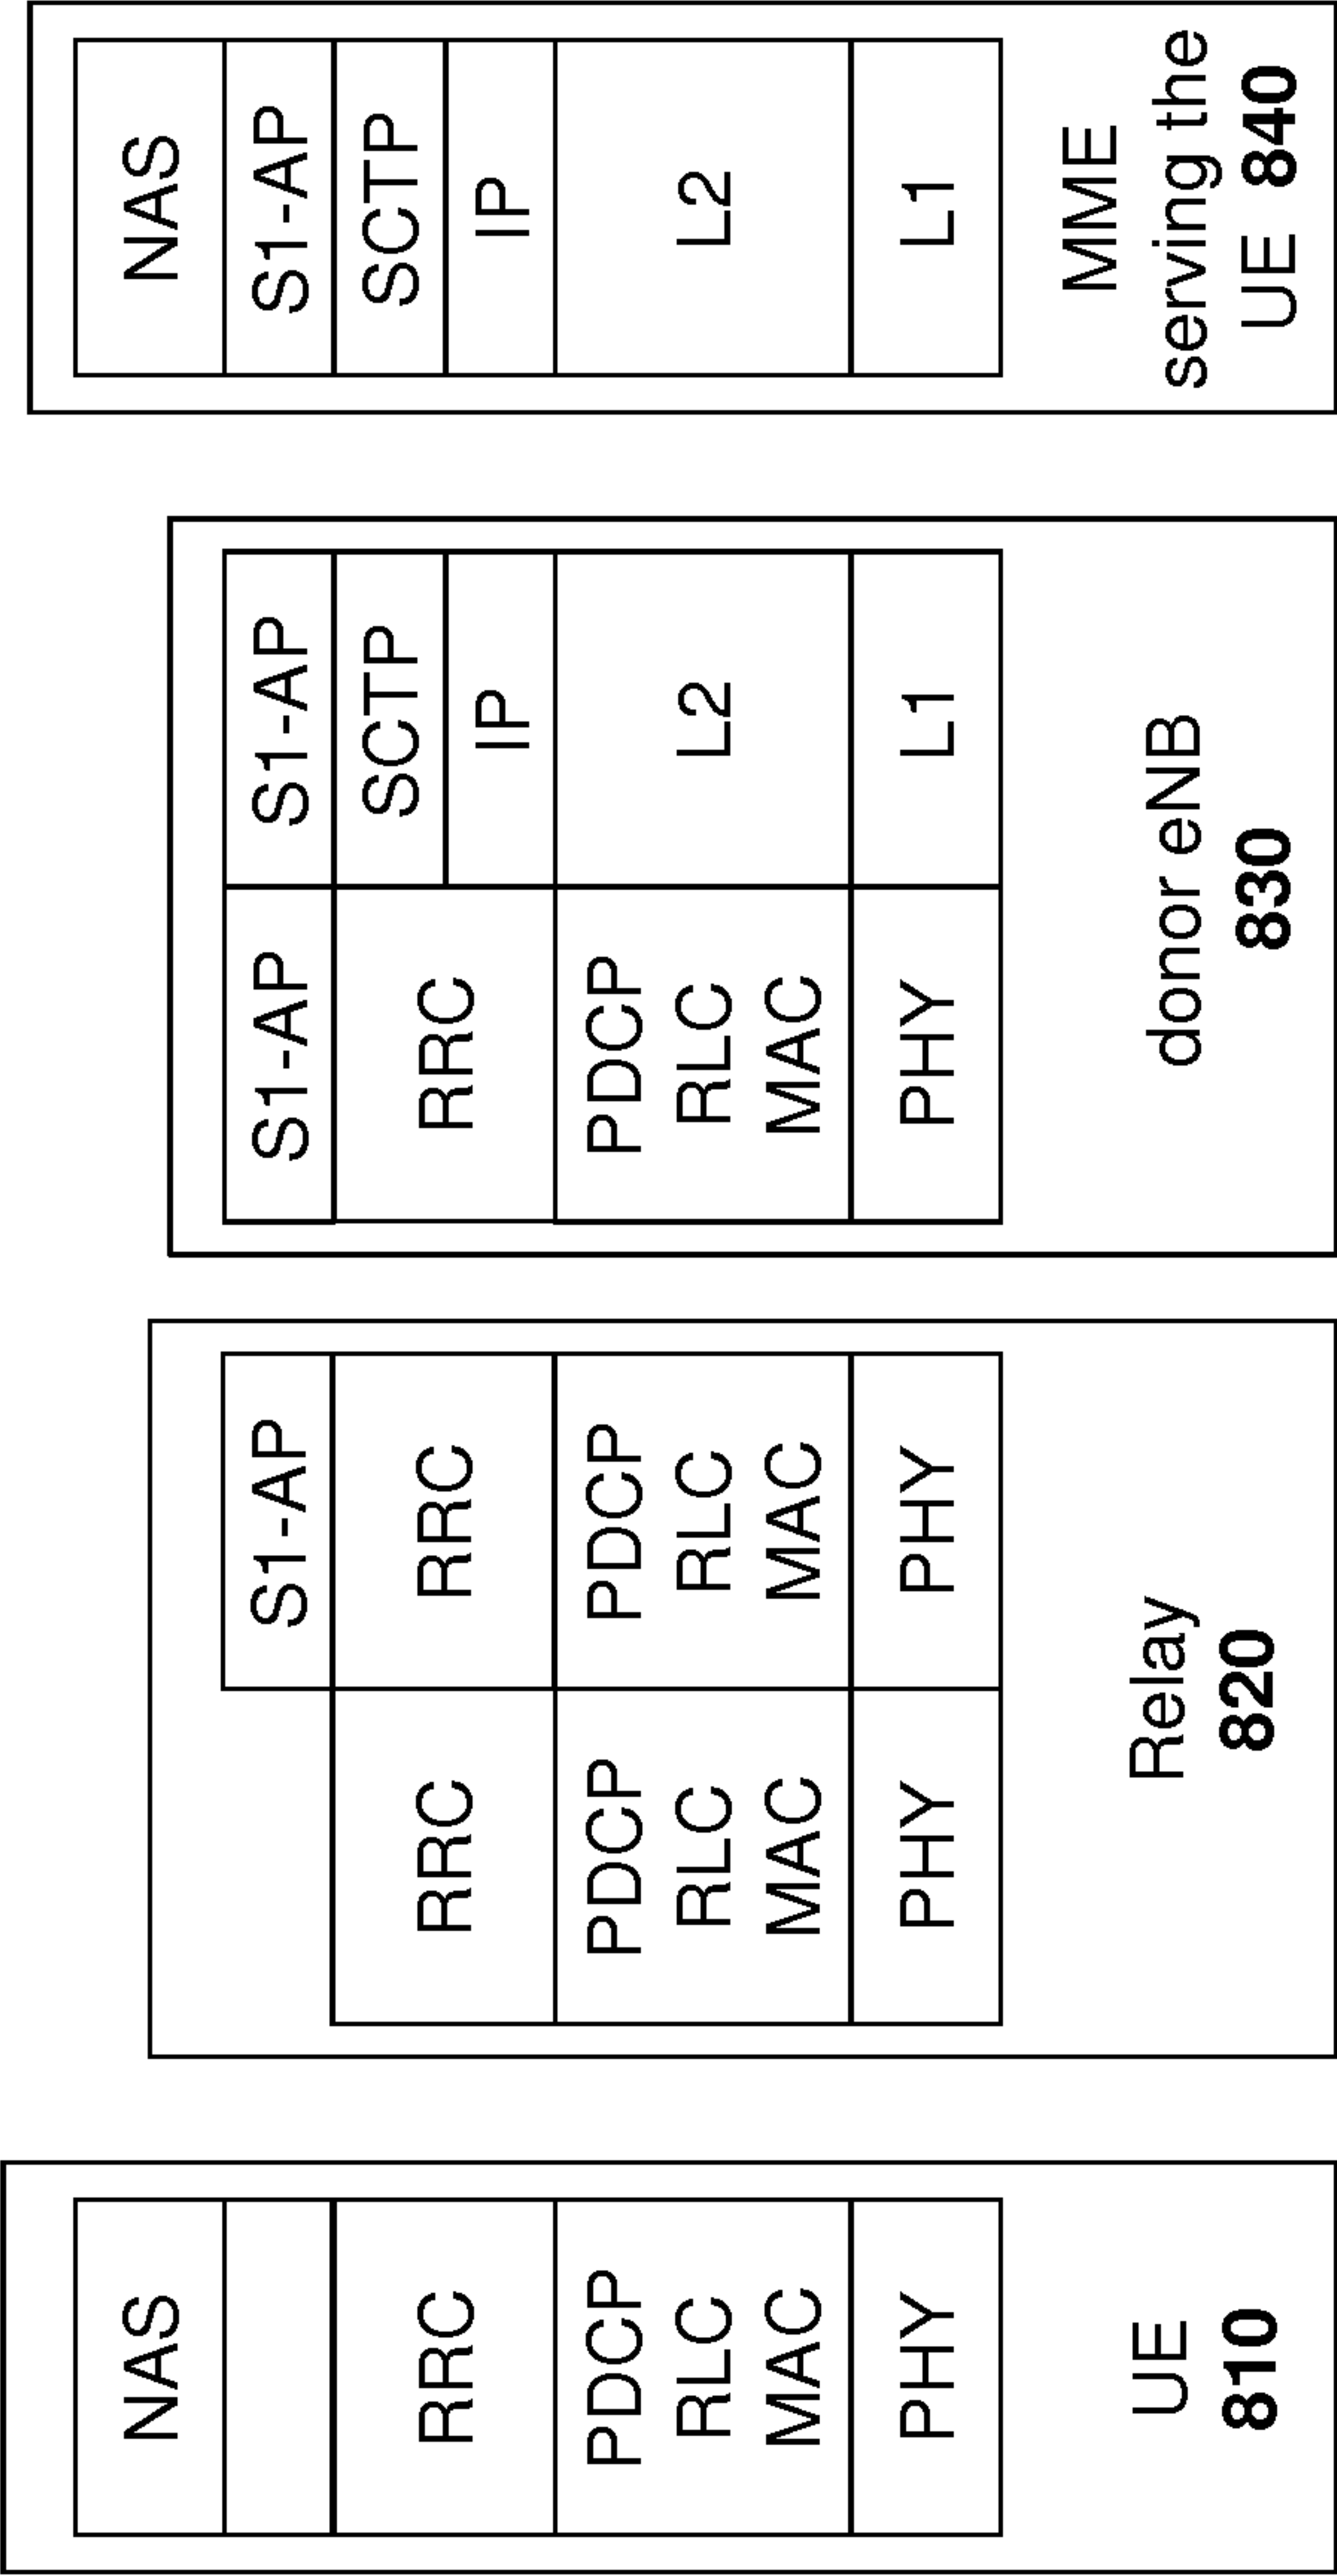 NAS
RRC
PDCP
RLC
MAC
PHY
UE
810
RRC
PDCP
RLC
MAC
PHY
S1-AP
RRC
PDCP
RLC
MAC
PHY
Relay
820
S1-AP
RRC
PDCP
RLC
MAC
PHY
S1-AP
SCTP
IP
L2
L1
donor eNB
830
NAS
S1-AP
SCTP
IP
L2
L1
MME
serving the
UE 840